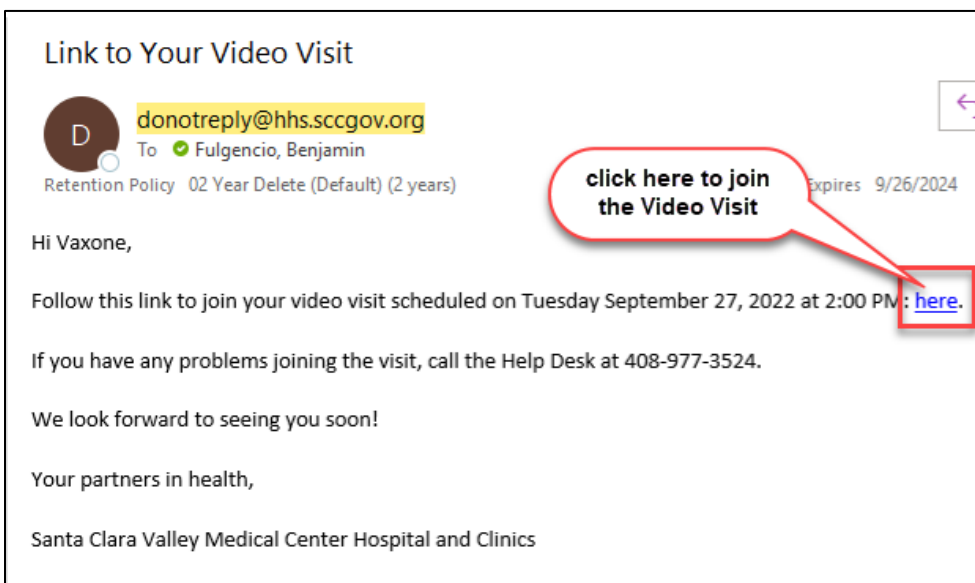 Link to Your Video Visit
D
donotreply@hhs.sccgov.org
To Fulgencio, Benjamin
Retention Policy 02 Year Delete (Default) (2 years)
Expires 9/26/2024
click here to join
the Video Visit
Hi Vaxone,
Follow this link to join your video visit scheduled on Tuesday September 27, 2022 at 2:00 PM: here.
If you have any problems joining the visit, call the Help Desk at 408-977-3524.
We look forward to seeing you soon!
Your partners in health,
Santa Clara Valley Medical Center Hospital and Clinics